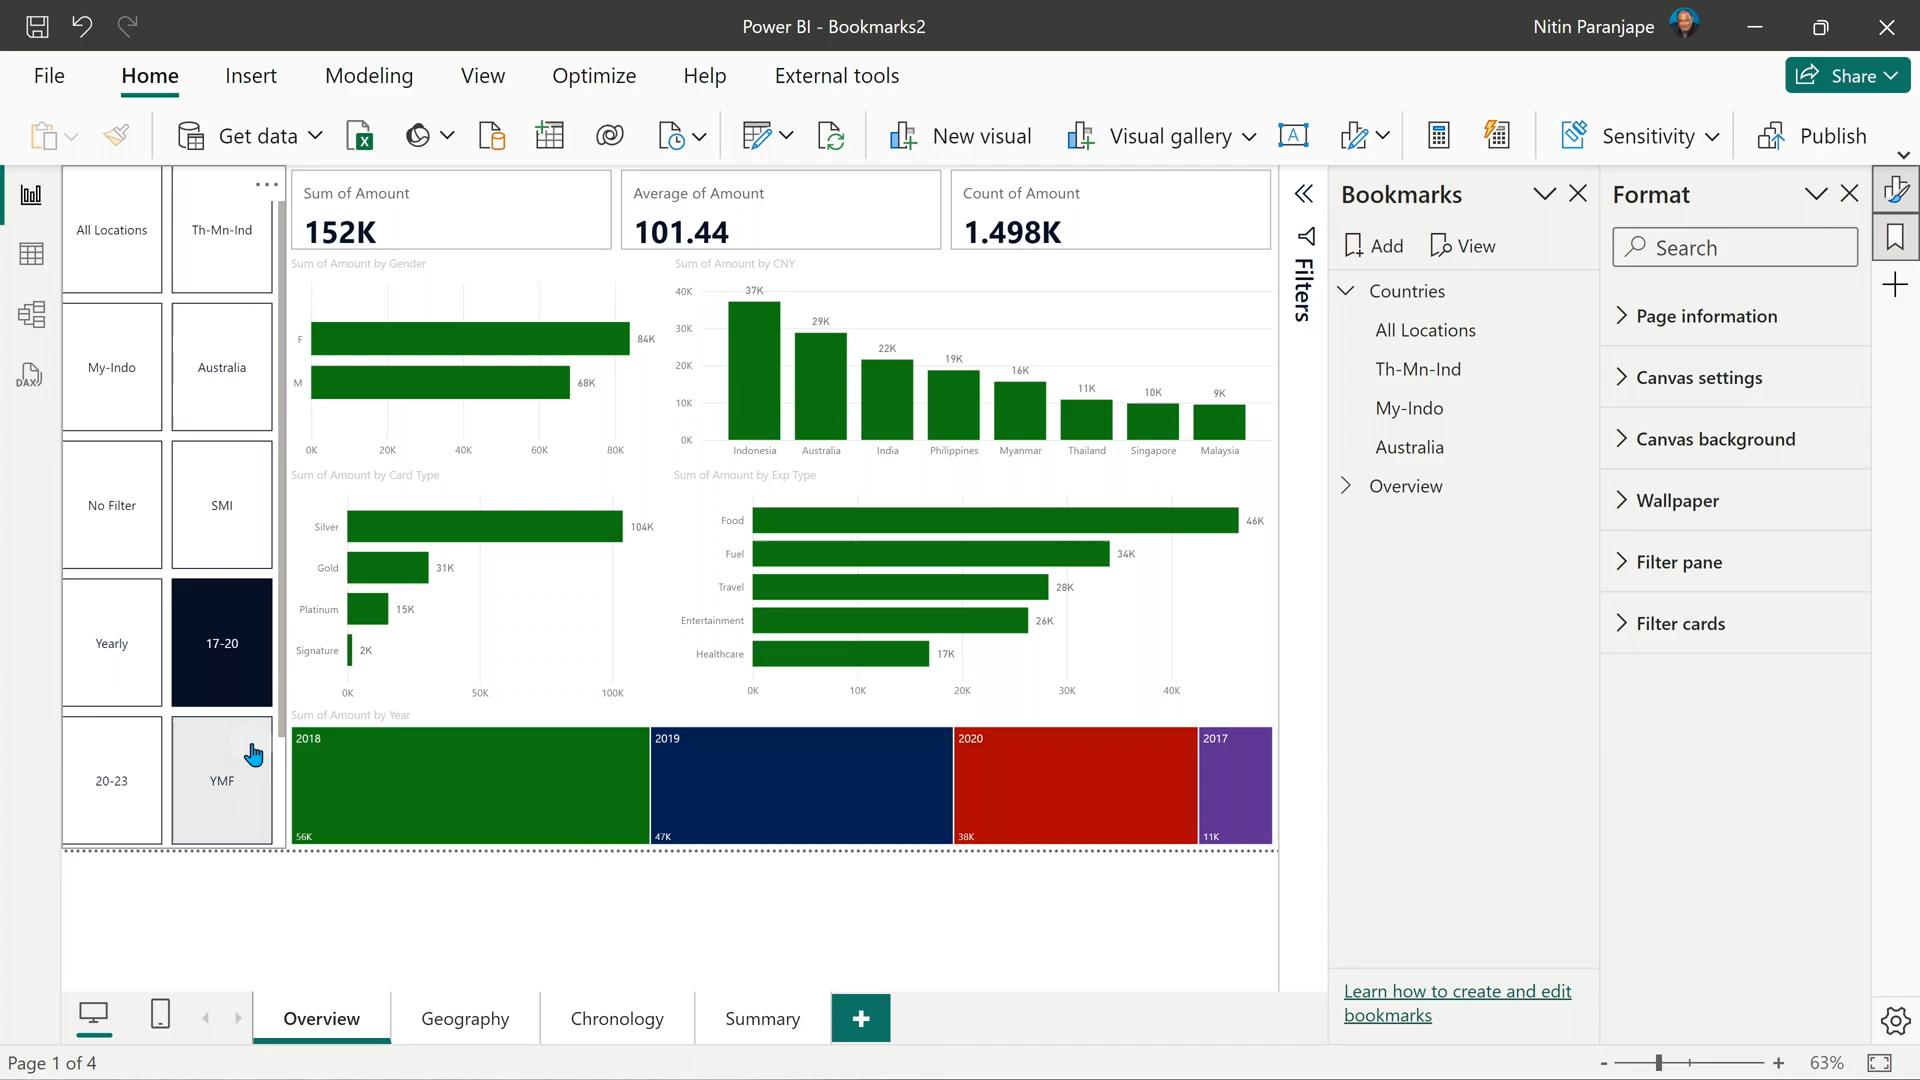 Power BI - Bookmarks2
Nitin Paranjape
File Home Insert Modeling View Optimize Help External tools
Share
Get data
New visual
Visual gallery
Sensitivity
Publish
All Locations
Th-Mn-Ind
My-Indo
Australia
No Filter
SMI
Yearly
17-20
20-23
YMF
Sum of Amount
152K
Average of Amount
101.44
Count of Amount
1.498K
Sum of Amount by Gender
F
84K
M
68K
0K 20K 40K 60K 80K
Sum of Amount by CNY
40K
30K
20K
10K
0K
37K
29K
22K
19K
16K
11K
10K
9K
Indonesia Australia India Philippines Myanmar Thailand Singapore Malaysia
Sum of Amount by Card Type
Silver 104K
Gold 31K
Platinum 15K
Signature 2K
0K 50K 100K
Sum of Amount by Exp Type
Food 46K
Fuel 34K
Travel 28K
Entertainment 26K
Healthcare 17K
0K 10K 20K 30K 40K
Sum of Amount by Year
2018
56K
2019
47K
2020
38K
2017
11K
Filters
Bookmarks
Add
View
Countries
All Locations
Th-Mn-Ind
My-Indo
Australia
Overview
Learn how to create and edit
bookmarks
Format
Search
Page information
Canvas settings
Canvas background
Wallpaper
Filter pane
Filter cards
DAX
Overview Geography Chronology Summary
Page 1 of 4
63%